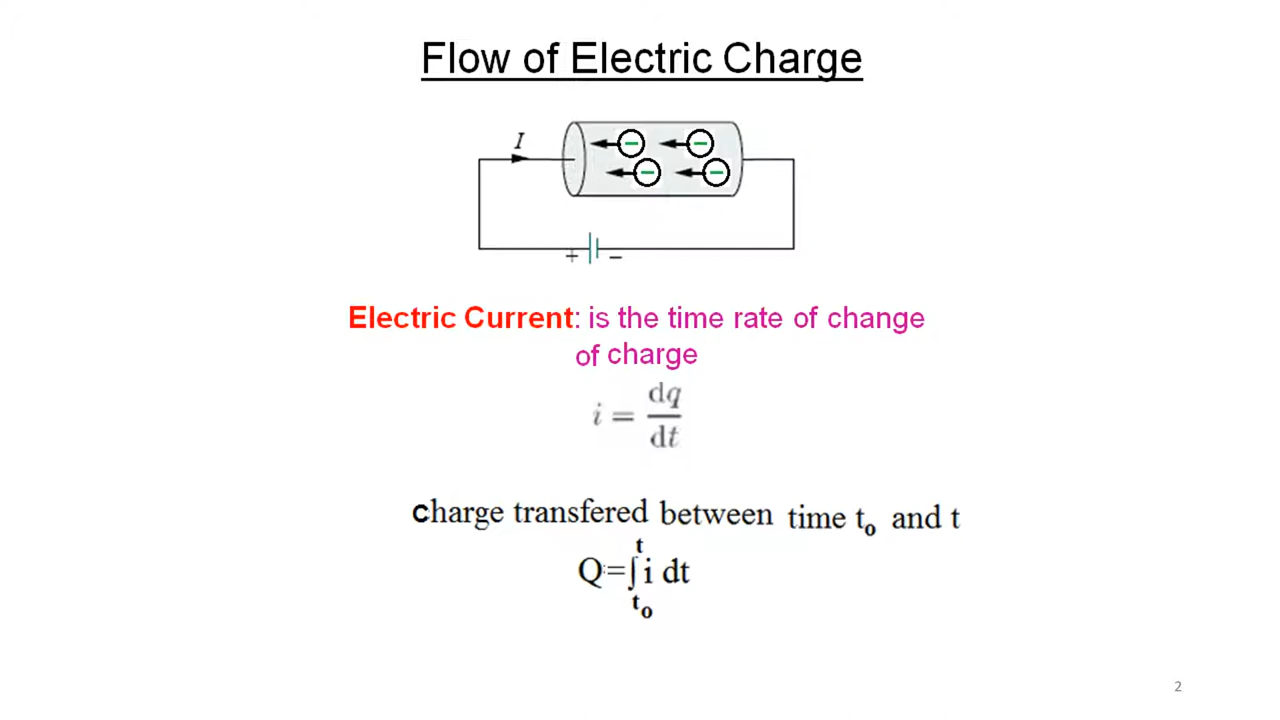 Flow of Electric Charge
I
− −
− −
+ −
Electric Current: is the time rate of change
of charge
i = dq/dt
charge transfered between time t₀ and t
Q=∫ i dt
t
t₀
2